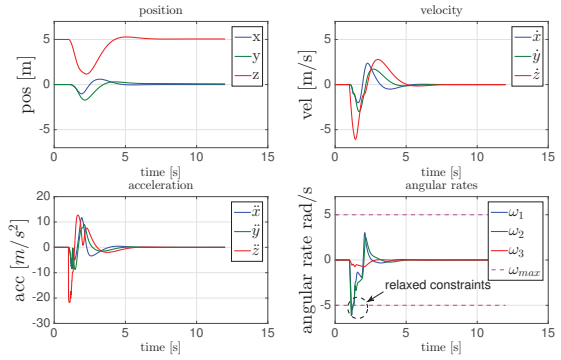 position
pos [m]
5
0
-5
x
y
z
0 5 10 15
time [s]
velocity
vel [m/s]
5
0
-5
ẋ
ẏ
ż
0 5 10 15
time [s]
acceleration
acc [m/s²]
20
10
0
-10
-20
-30
ẍ
ÿ
z̈
0 5 10 15
time [s]
angular rates
angular rate rad/s
5
0
-5
ω₁
ω₂
ω₃
ωₘₐₓ
relaxed constraints
0 5 10 15
time [s]